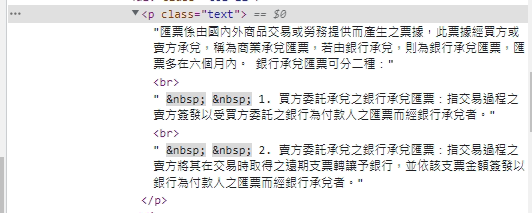 <p class="text"> == $0
"匯票係由國內外商品交易或勞務提供而產生之票據，此票據經買方或
賣方承兌，稱為商業承兌匯票，若由銀行承兌，則為銀行承兌匯票，匯
票多在六個月內。 銀行承兌匯票可分二種："
<br>
" &nbsp; &nbsp; 1. 買方委託承兌之銀行承兌匯票：指交易過程之
賣方簽發以受買方委託之銀行為付款人之匯票而經銀行承兌者。"
<br>
" &nbsp; &nbsp; 2. 賣方委託承兌之銀行承兌匯票：指交易過程之
賣方將其在交易時取得之遠期支票轉讓予銀行，並依該支票金額簽發以
銀行為付款人之匯票而經銀行承兌者。"
</p>